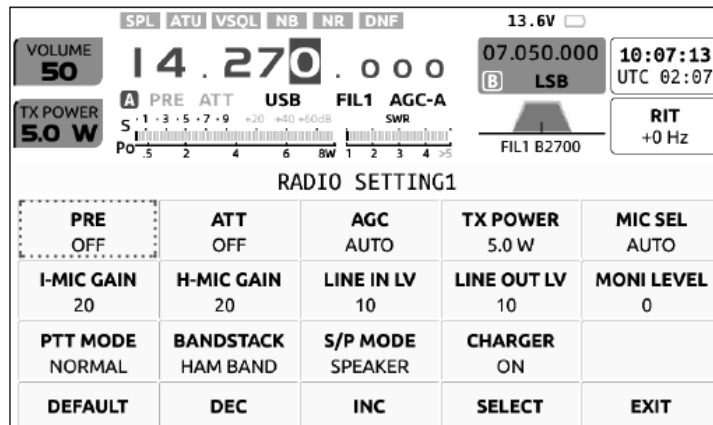 SPL ATU VSQL NB NR DNF 13.6V
VOLUME
50
14.270.000
07.050.000
B LSB
10:07:13
UTC 02:07
A PRE ATT USB FIL1 AGC-A
TX POWER
5.0 W
S 1 3 5 7 9 +20 +40 +60dB SWR
Po .5 2 4 6 8W 1 2 3 4 >5
FIL1 B2700
RIT
+0 Hz
RADIO SETTING1
PRE ATT AGC TX POWER MIC SEL
OFF OFF AUTO 5.0 W AUTO
I-MIC GAIN H-MIC GAIN LINE IN LV LINE OUT LV MONI LEVEL
20 20 10 10 0
PTT MODE BANDSTACK S/P MODE CHARGER
NORMAL HAM BAND SPEAKER ON
DEFAULT DEC INC SELECT EXIT